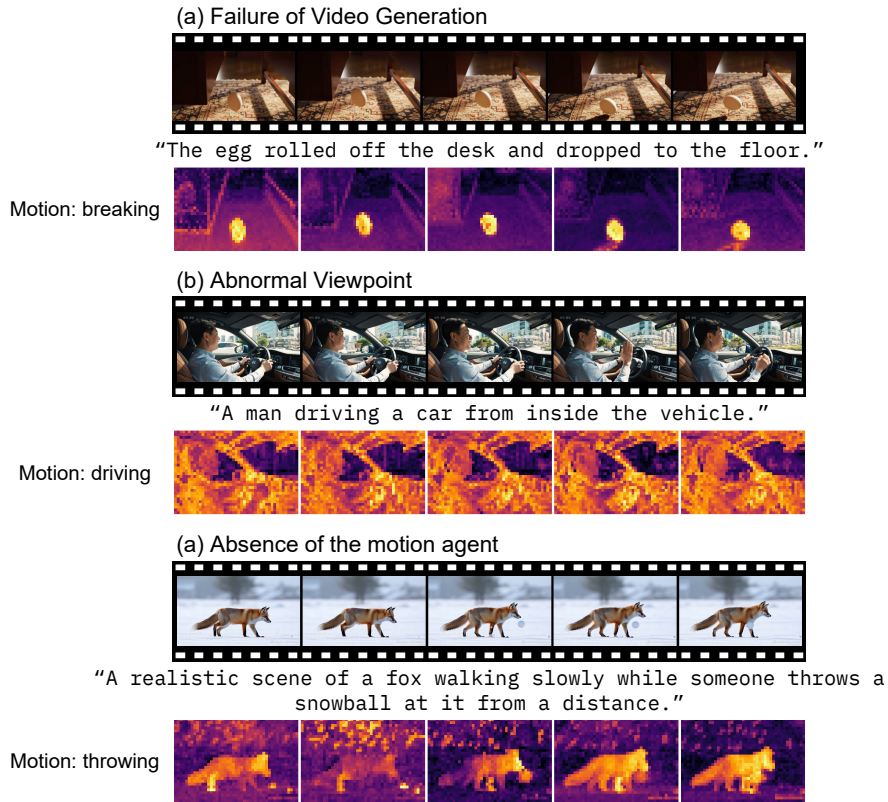 (a) Failure of Video Generation
“The egg rolled off the desk and dropped to the floor.”
Motion: breaking
(b) Abnormal Viewpoint
“A man driving a car from inside the vehicle.”
Motion: driving
(a) Absence of the motion agent
“A realistic scene of a fox walking slowly while someone throws a
snowball at it from a distance.”
Motion: throwing